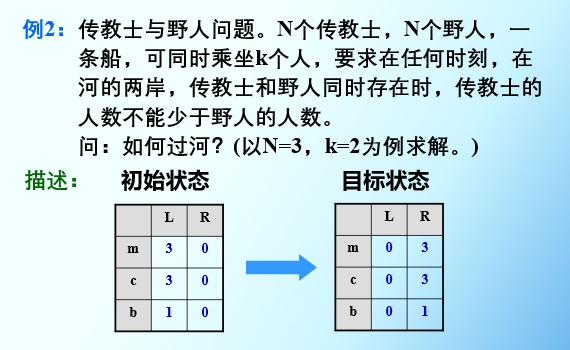 例2：传教士与野人问题。N个传教士，N个野人，一
条船，可同时乘坐k个人，要求在任何时刻，在
河的两岸，传教士和野人同时存在时，传教士的
人数不能少于野人的人数。
问：如何过河？(以N=3，k=2为例求解。)
描述： 初始状态 目标状态
L R
m 3 0
c 3 0
b 1 0
L R
m 0 3
c 0 3
b 0 1